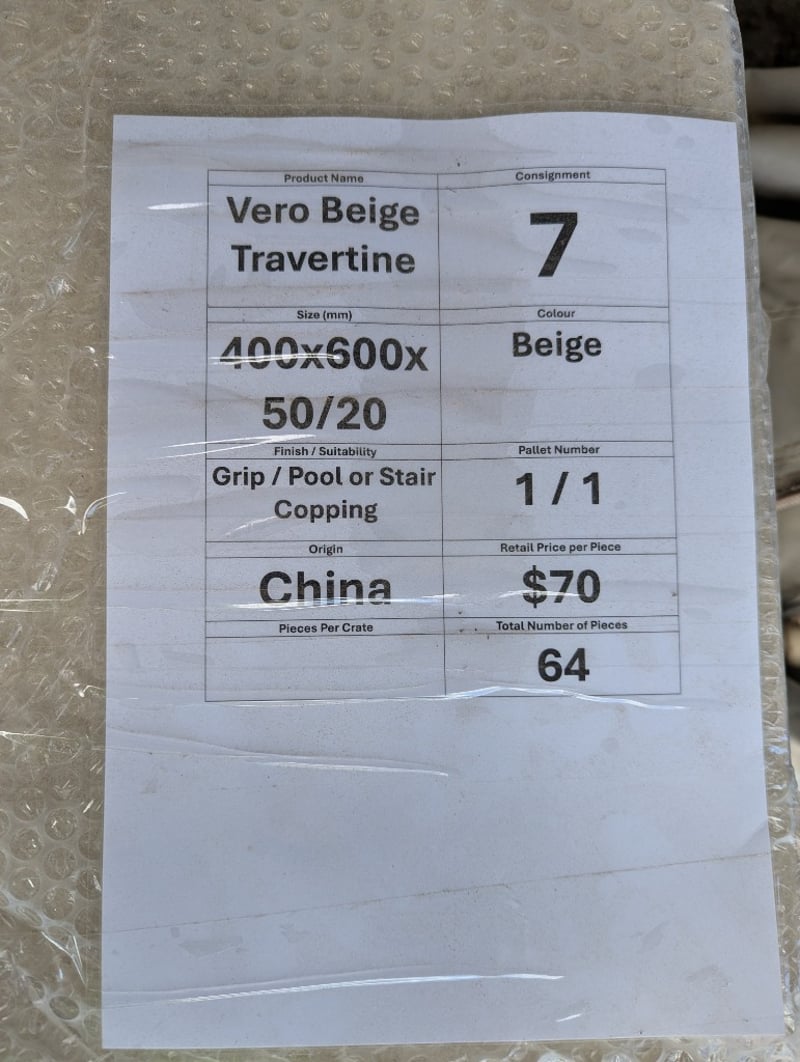 Product Name
Consignment
Vero Beige
Travertine
7
Size (mm)
Colour
400x600x
50/20
Beige
Finish / Suitability
Pallet Number
Grip / Pool or Stair
Copping
1 / 1
Origin
Retail Price per Piece
China
$70
Pieces Per Crate
Total Number of Pieces
64